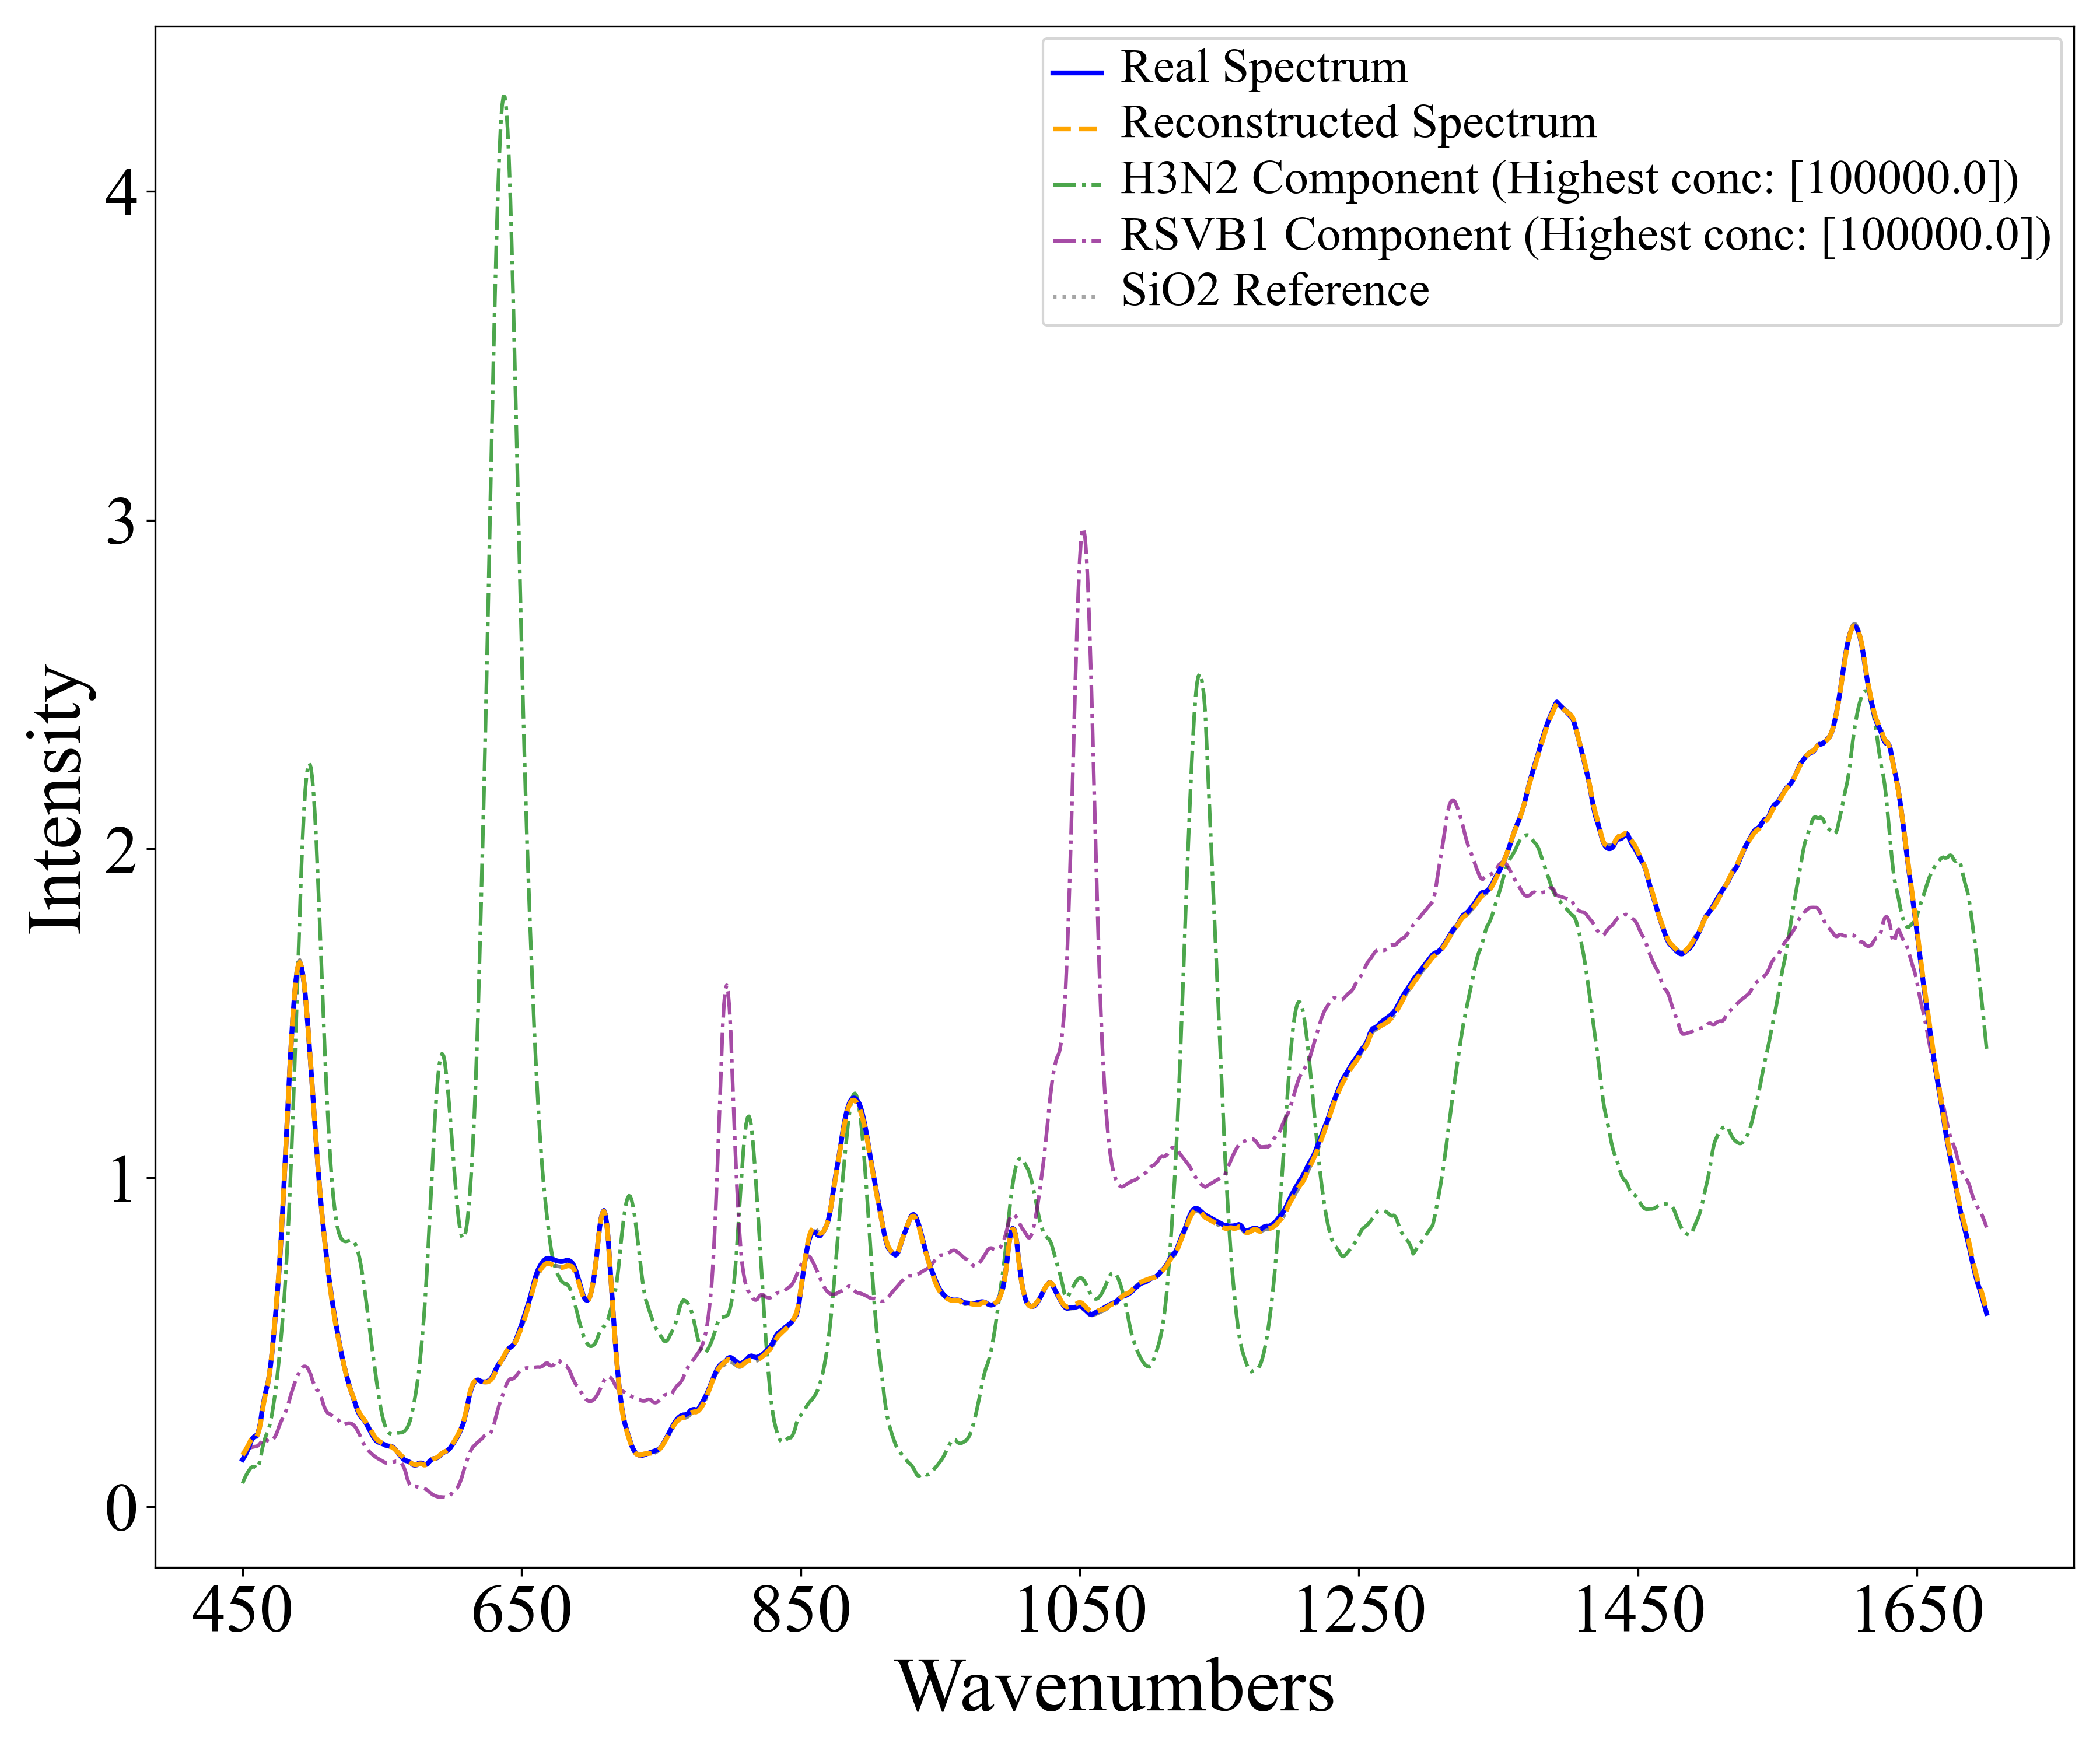 Real Spectrum
Reconstructed Spectrum
H3N2 Component (Highest conc: [100000.0])
RSVB1 Component (Highest conc: [100000.0])
SiO2 Reference
4
3
2
1
0
Intensity
450 650 850 1050 1250 1450 1650
Wavenumbers